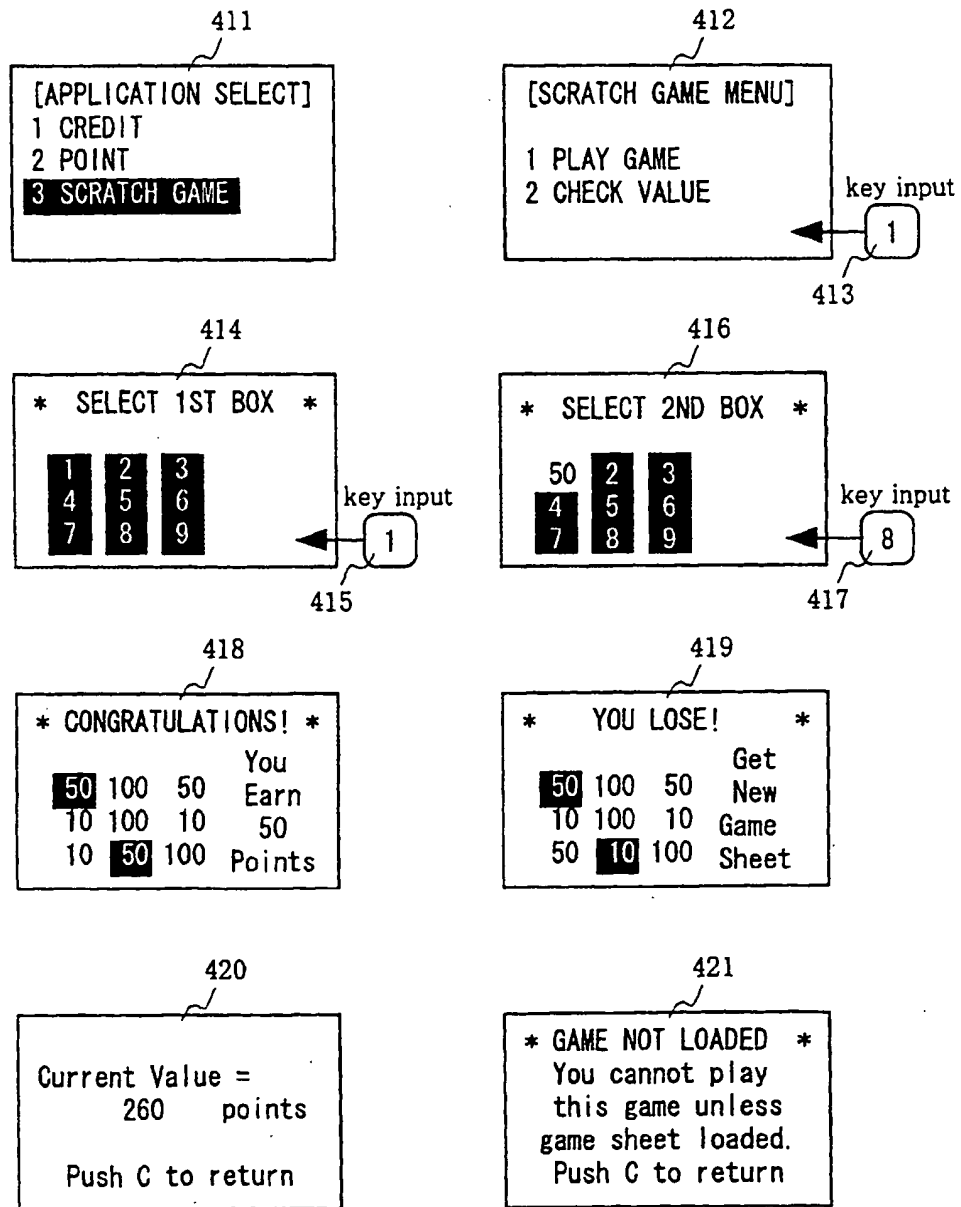 411
[APPLICATION SELECT]
1 CREDIT
2 POINT
3 SCRATCH GAME
412
[SCRATCH GAME MENU]
1 PLAY GAME
2 CHECK VALUE
key input
1
413
414
* SELECT 1ST BOX *
1 2 3
4 5 6
7 8 9
key input
1
415
416
* SELECT 2ND BOX *
50 2 3
4 5 6
7 8 9
key input
8
417
418
* CONGRATULATIONS! *
You
50 100 50 Earn
10 100 10 50
10 50 100 Points
419
* YOU LOSE! *
Get
50 100 50 New
10 100 10 Game
50 10 100 Sheet
420
Current Value =
260 points
Push C to return
421
* GAME NOT LOADED *
You cannot play
this game unless
game sheet loaded.
Push C to return